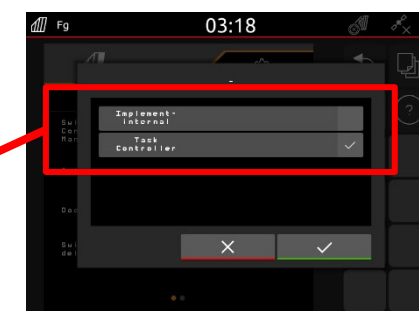 Fg 03:18
Implement-
internal
Task
Controller